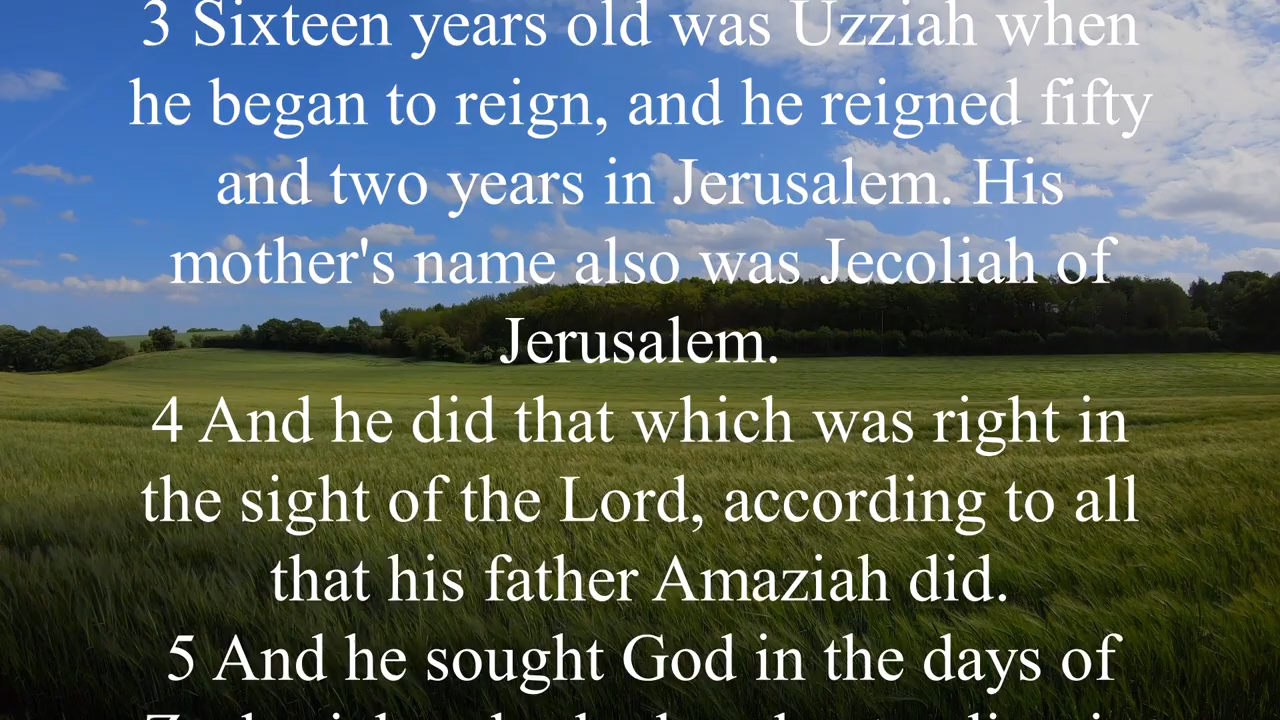 3 Sixteen years old was Uzziah when
he began to reign, and he reigned fifty
and two years in Jerusalem. His
mother's name also was Jecoliah of
Jerusalem.
4 And he did that which was right in
the sight of the Lord, according to all
that his father Amaziah did.
5 And he sought God in the days of